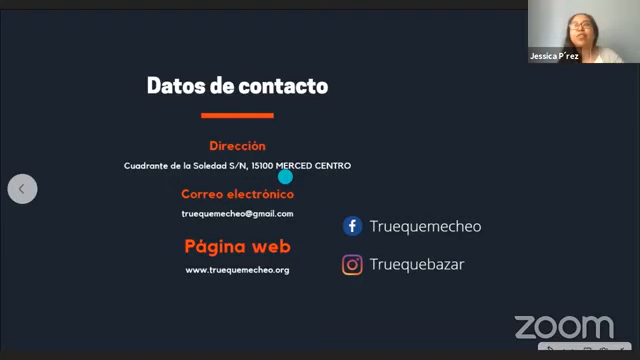 Jessica P´rez
Datos de contacto
Dirección
Cuadrante de la Soledad S/N, 15100 MERCED CENTRO
Correo electrónico
truequemecheo@gmail.com
Página web
www.truequemecheo.org
Truequemecheo
Truequebazar
zoom